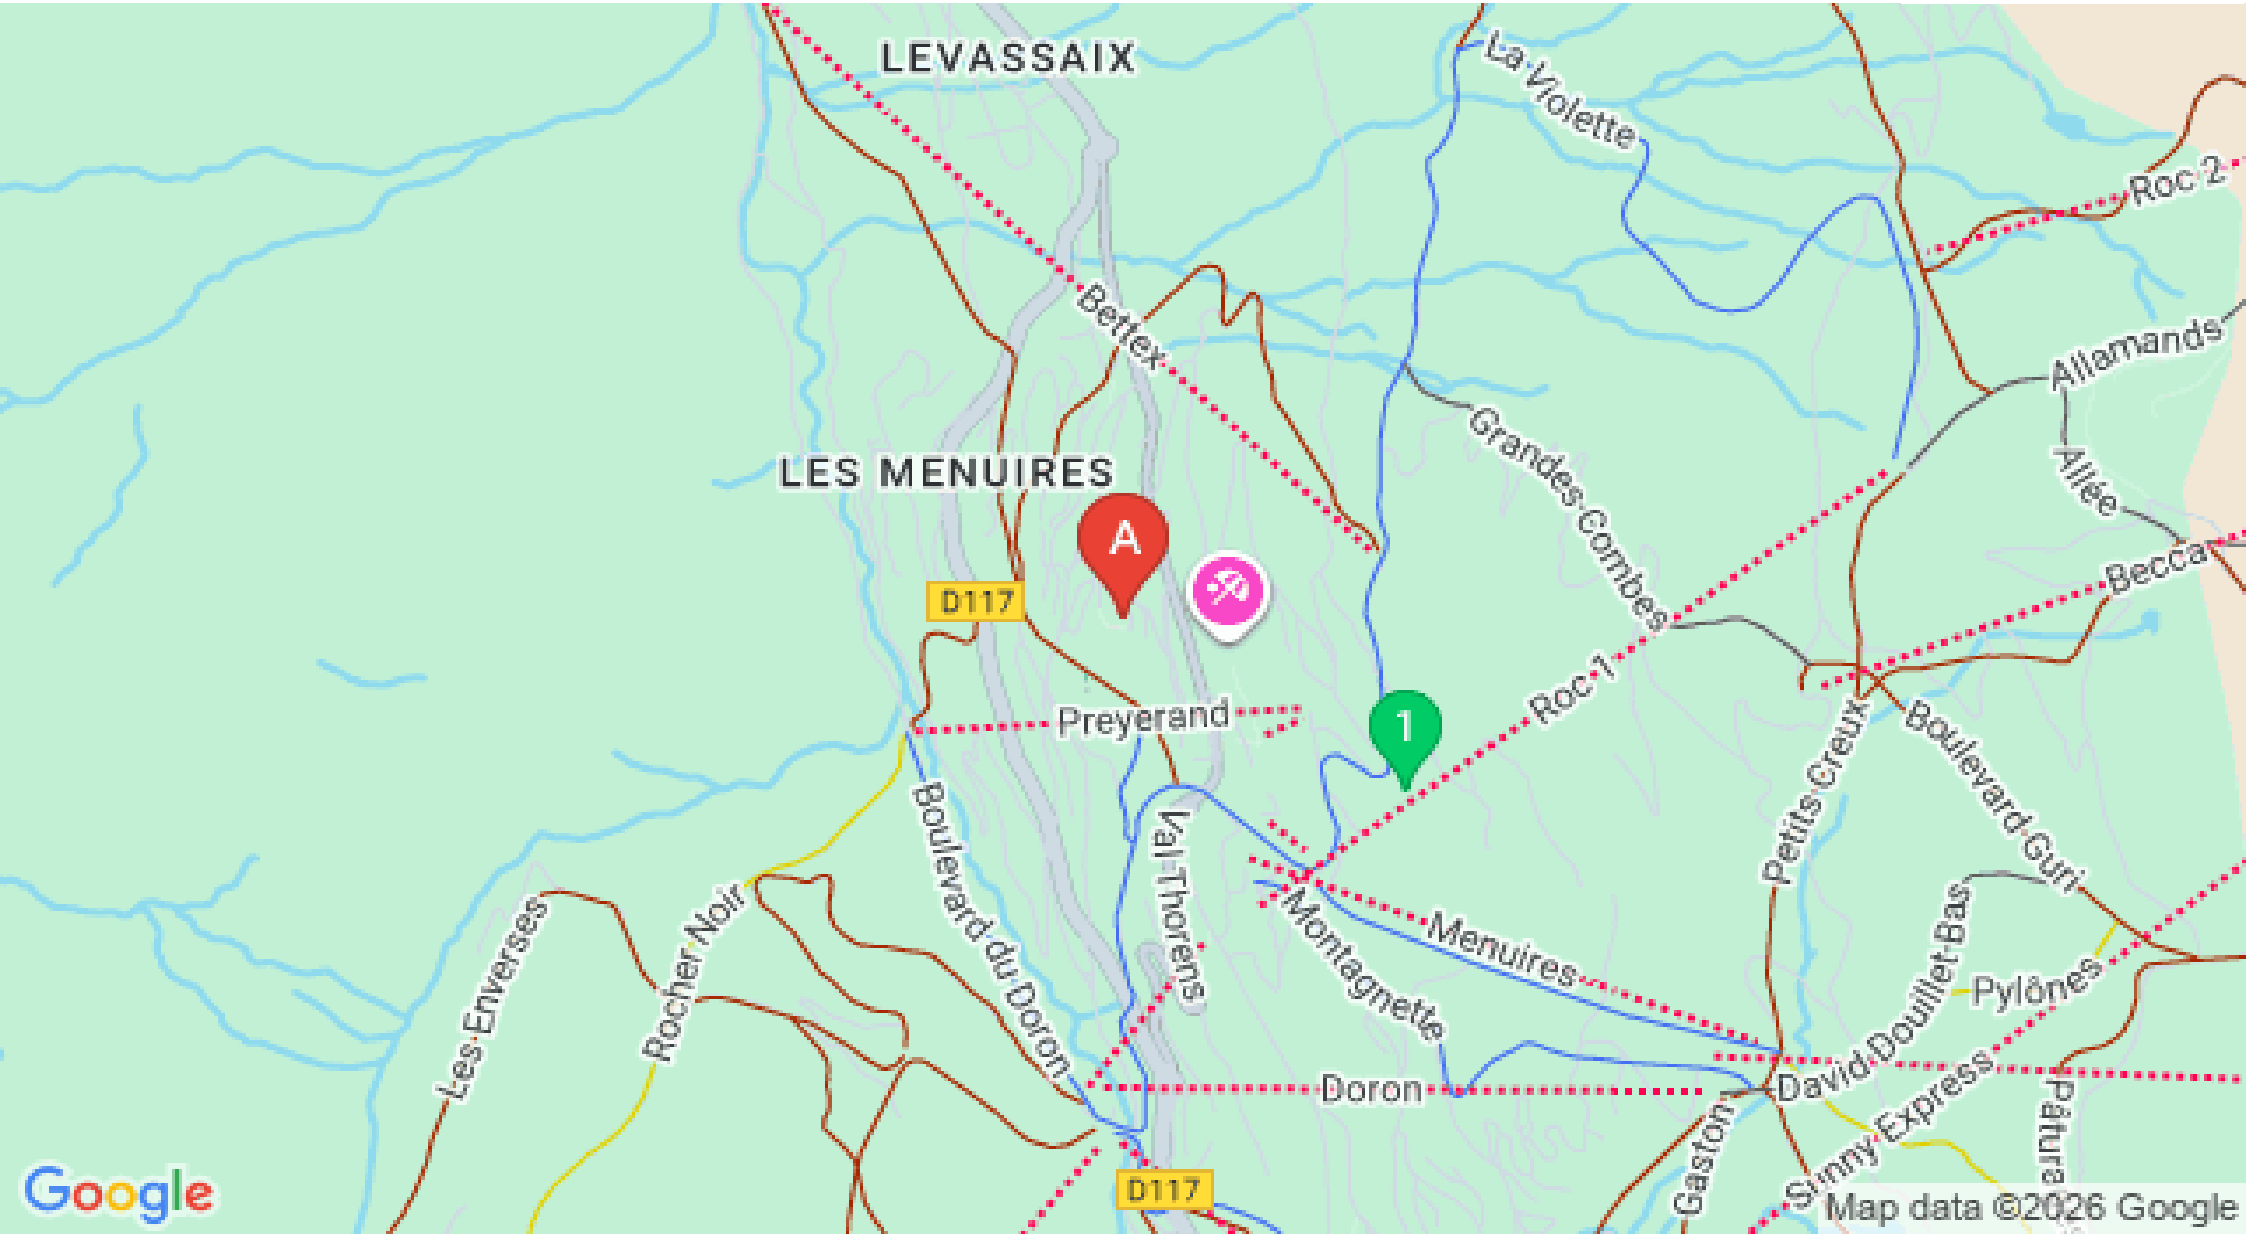 LEVASSAIX
La Violette
Roc 2
Bettex
Allamands
Grandes Combes
Allée
LES MENUIRES
A
D117
Becca
Roc 1
Preyerand
1
Petits Creux
Boulevard Guri
Boulevard du Doron
Val Thorens
Les Enverses
Rocher Noir
Montagnette
Menuires
David Douillet Bas
Pylônes
Doron
Sunny Express
Gaston
Pâtura
D117
Google
Map data ©2026 Google